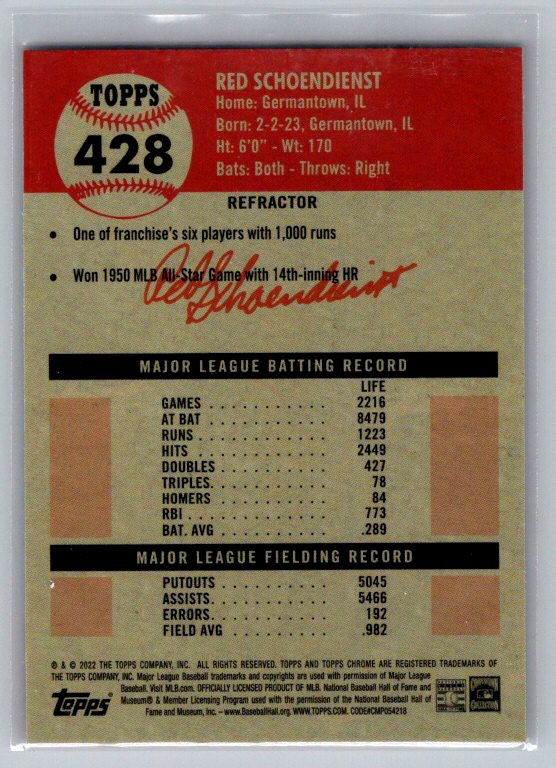 TOPPS
428
RED SCHOENDIENST
Home: Germantown, IL
Born: 2-2-23, Germantown, IL
Ht: 6'0" - Wt: 170
Bats: Both - Throws: Right
REFRACTOR
• One of franchise's six players with 1,000 runs
• Won 1950 MLB All-Star Game with 14th-inning HR
Red Schoendienst
MAJOR LEAGUE BATTING RECORD
LIFE
GAMES . . . . . . . . . . . 2216
AT BAT . . . . . . . . . . . 8479
RUNS . . . . . . . . . . . 1223
HITS . . . . . . . . . . . 2449
DOUBLES . . . . . . . . . . 427
TRIPLES. . . . . . . . . . . 78
HOMERS . . . . . . . . . . 84
RBI . . . . . . . . . . . . 773
BAT. AVG . . . . . . . . . . .289
MAJOR LEAGUE FIELDING RECORD
PUTOUTS . . . . . . . . . . 5045
ASSISTS. . . . . . . . . . . 5466
ERRORS. . . . . . . . . . . 192
FIELD AVG . . . . . . . . . .982
® & © 2022 THE TOPPS COMPANY, INC. ALL RIGHTS RESERVED. TOPPS AND TOPPS CHROME ARE REGISTERED TRADEMARKS OF
THE TOPPS COMPANY, INC. Major League Baseball trademarks and copyrights are used with permission of Major League
Baseball. Visit MLB.com. OFFICIALLY LICENSED PRODUCT OF MLB. National Baseball Hall of Fame and
Museum® & Member Licensing Program used with the permission of the National Baseball Hall of
Fame and Museum, Inc. – www.BaseballHall.org. WWW.TOPPS.COM. CODE#CMP054218
Topps